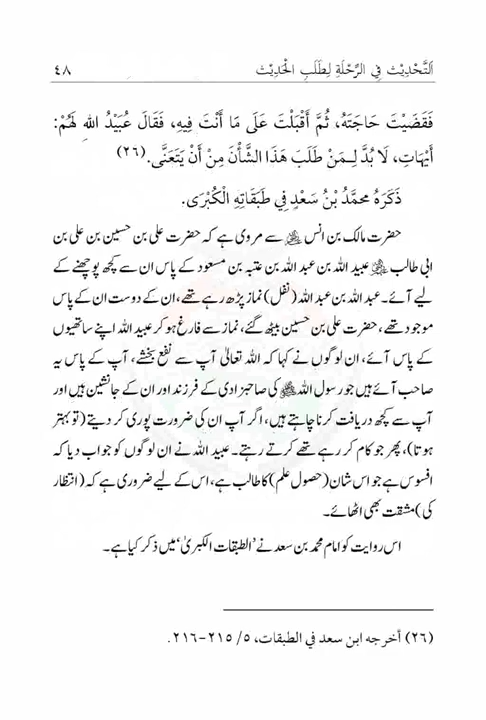 اَلتَّحْدِيْث فِي الرِّحْلَةِ لِطَلَبِ الْحَدِيْث
٤٨
فَقَضَيْتَ حَاجَتَهُ، ثُمَّ أَقْبَلْتَ عَلَى مَا أَنْتَ فِيهِ، فَقَالَ عُبَيْدُ اللهِ لَهُمْ:
أَيْهَاتِ، لَا بُدَّ لِـمَنْ طَلَبَ هَذَا الشَّأْنَ مِنْ أَنْ يَتَعَنَّى. (٢٦)
ذَكَرَهُ محمَّدُ بْنُ سَعْدٍ فِي طَبَقَاتِهِ الْكُبْرَى.
حضرت مالک بن انس سے مروی ہے کہ حضرت علی بن حسین بن علی بن
ابی طالب عبید اللہ بن عبد اللہ بن عتبہ بن مسعود کے پاس ان سے کچھ پوچھنے کے
لیے آئے۔ عبد اللہ بن عبد اللہ (نفل) نماز پڑھ رہے تھے، ان کے دوست ان کے پاس
موجود تھے، حضرت علی بن حسین بیٹھ گئے، نماز سے فارغ ہو کر عبید اللہ اپنے ساتھیوں
کے پاس آئے، ان لوگوں نے کہا کہ اللہ تعالیٰ آپ سے نفع بخشے، آپ کے پاس یہ
صاحب آئے ہیں جو رسول اللہ ﷺ کی صاحبزادی کے فرزند اور ان کے جانشین ہیں اور
آپ سے کچھ دریافت کرنا چاہتے ہیں، اگر آپ ان کی ضرورت پوری کر دیتے (تو بہتر
ہوتا)، پھر جو کام کر رہے تھے کرتے رہتے۔ عبید اللہ نے ان لوگوں کو جواب دیا کہ
افسوس ہے جو اس شان (حصول علم) کا طالب ہے، اس کے لیے ضروری ہے کہ (انتظار
کی) مشقت بھی اٹھائے۔
اس روایت کو امام محمد بن سعد نے 'الطبقات الکبریٰ' میں ذکر کیا ہے۔
(٢٦) أخرجه ابن سعد في الطبقات، ٥/ ٢١٥-٢١٦.